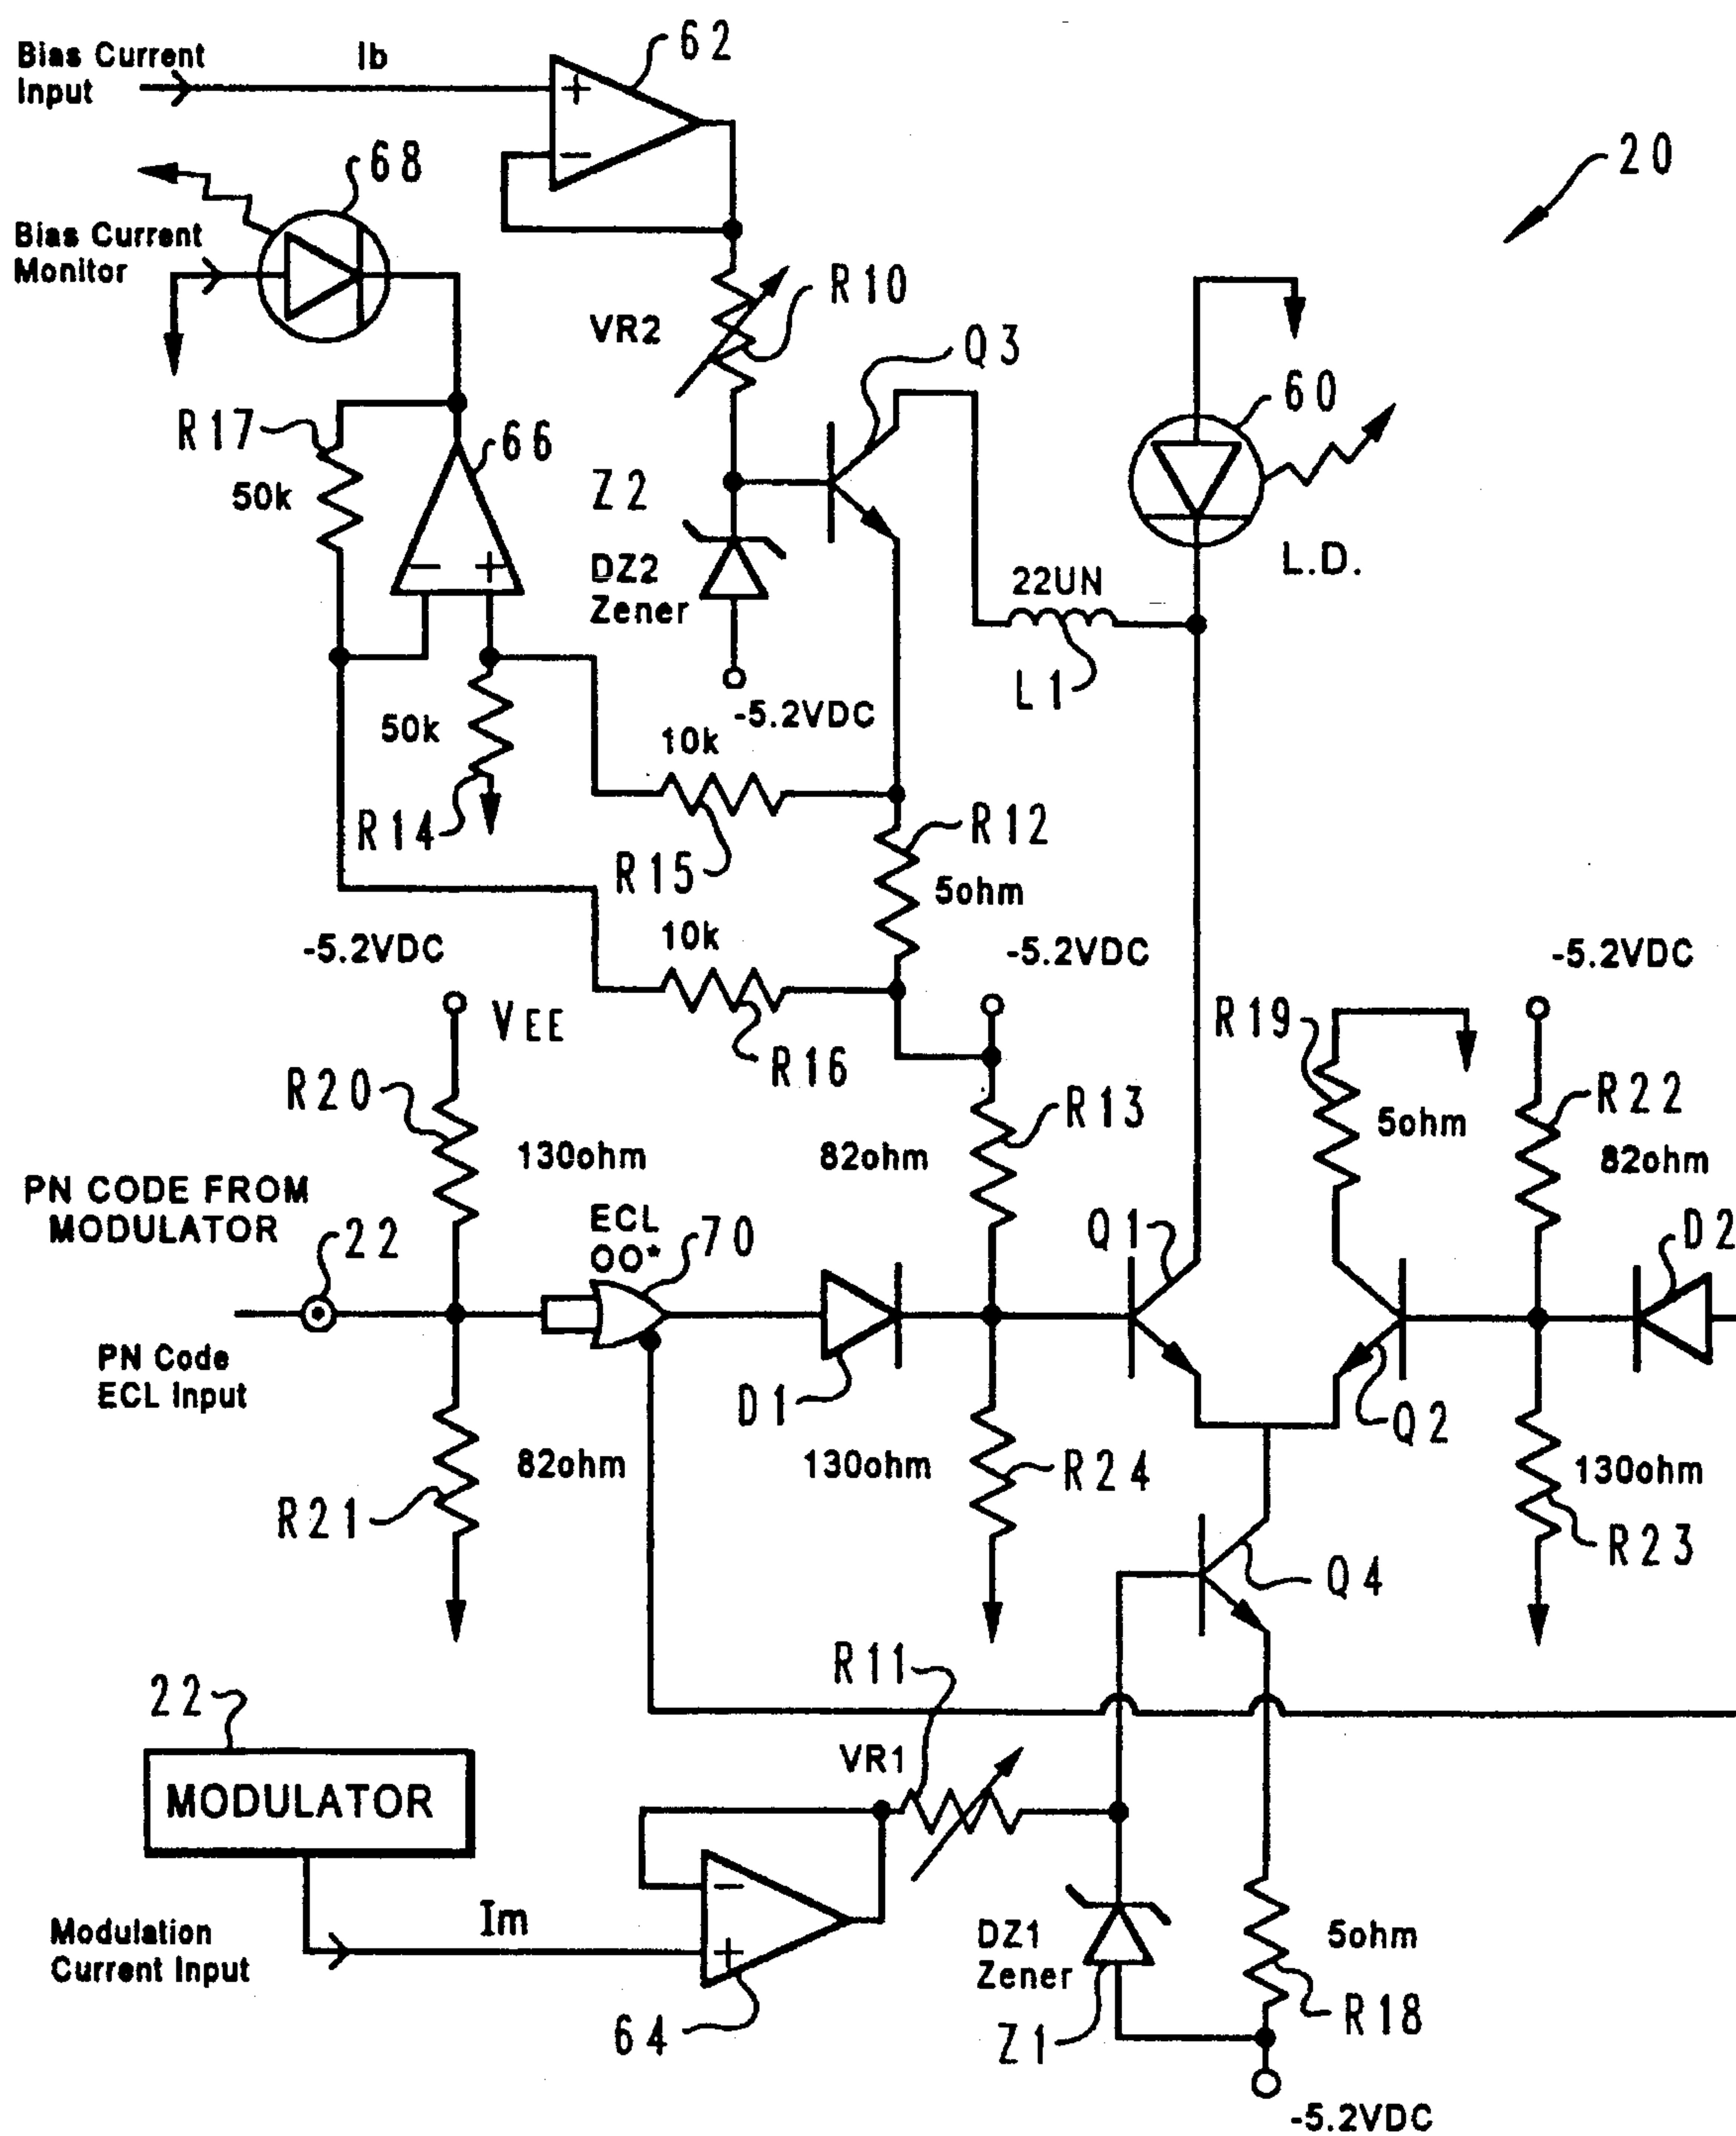 Bias Current
Input
Ib
62
20
68
Bias Current
Monitor
VR2
R10
Q3
60
R17
50k
66
Z2
DZ2
Zener
-5.2VDC
22UN
L1
L.D.
50k
R14
10k
R15
R12
5ohm
10k
R16
-5.2VDC
VEE
-5.2VDC
-5.2VDC
R20
130ohm
82ohm
R13
R19
5ohm
R22
82ohm
PN CODE FROM
MODULATOR
22
ECL
OO*
70
Q1
D2
PN Code
ECL Input
D1
Q2
R21
82ohm
130ohm
R24
130ohm
R23
Q4
R11
22
MODULATOR
VR1
Modulation
Current Input
Im
64
DZ1
Zener
Z1
5ohm
R18
-5.2VDC